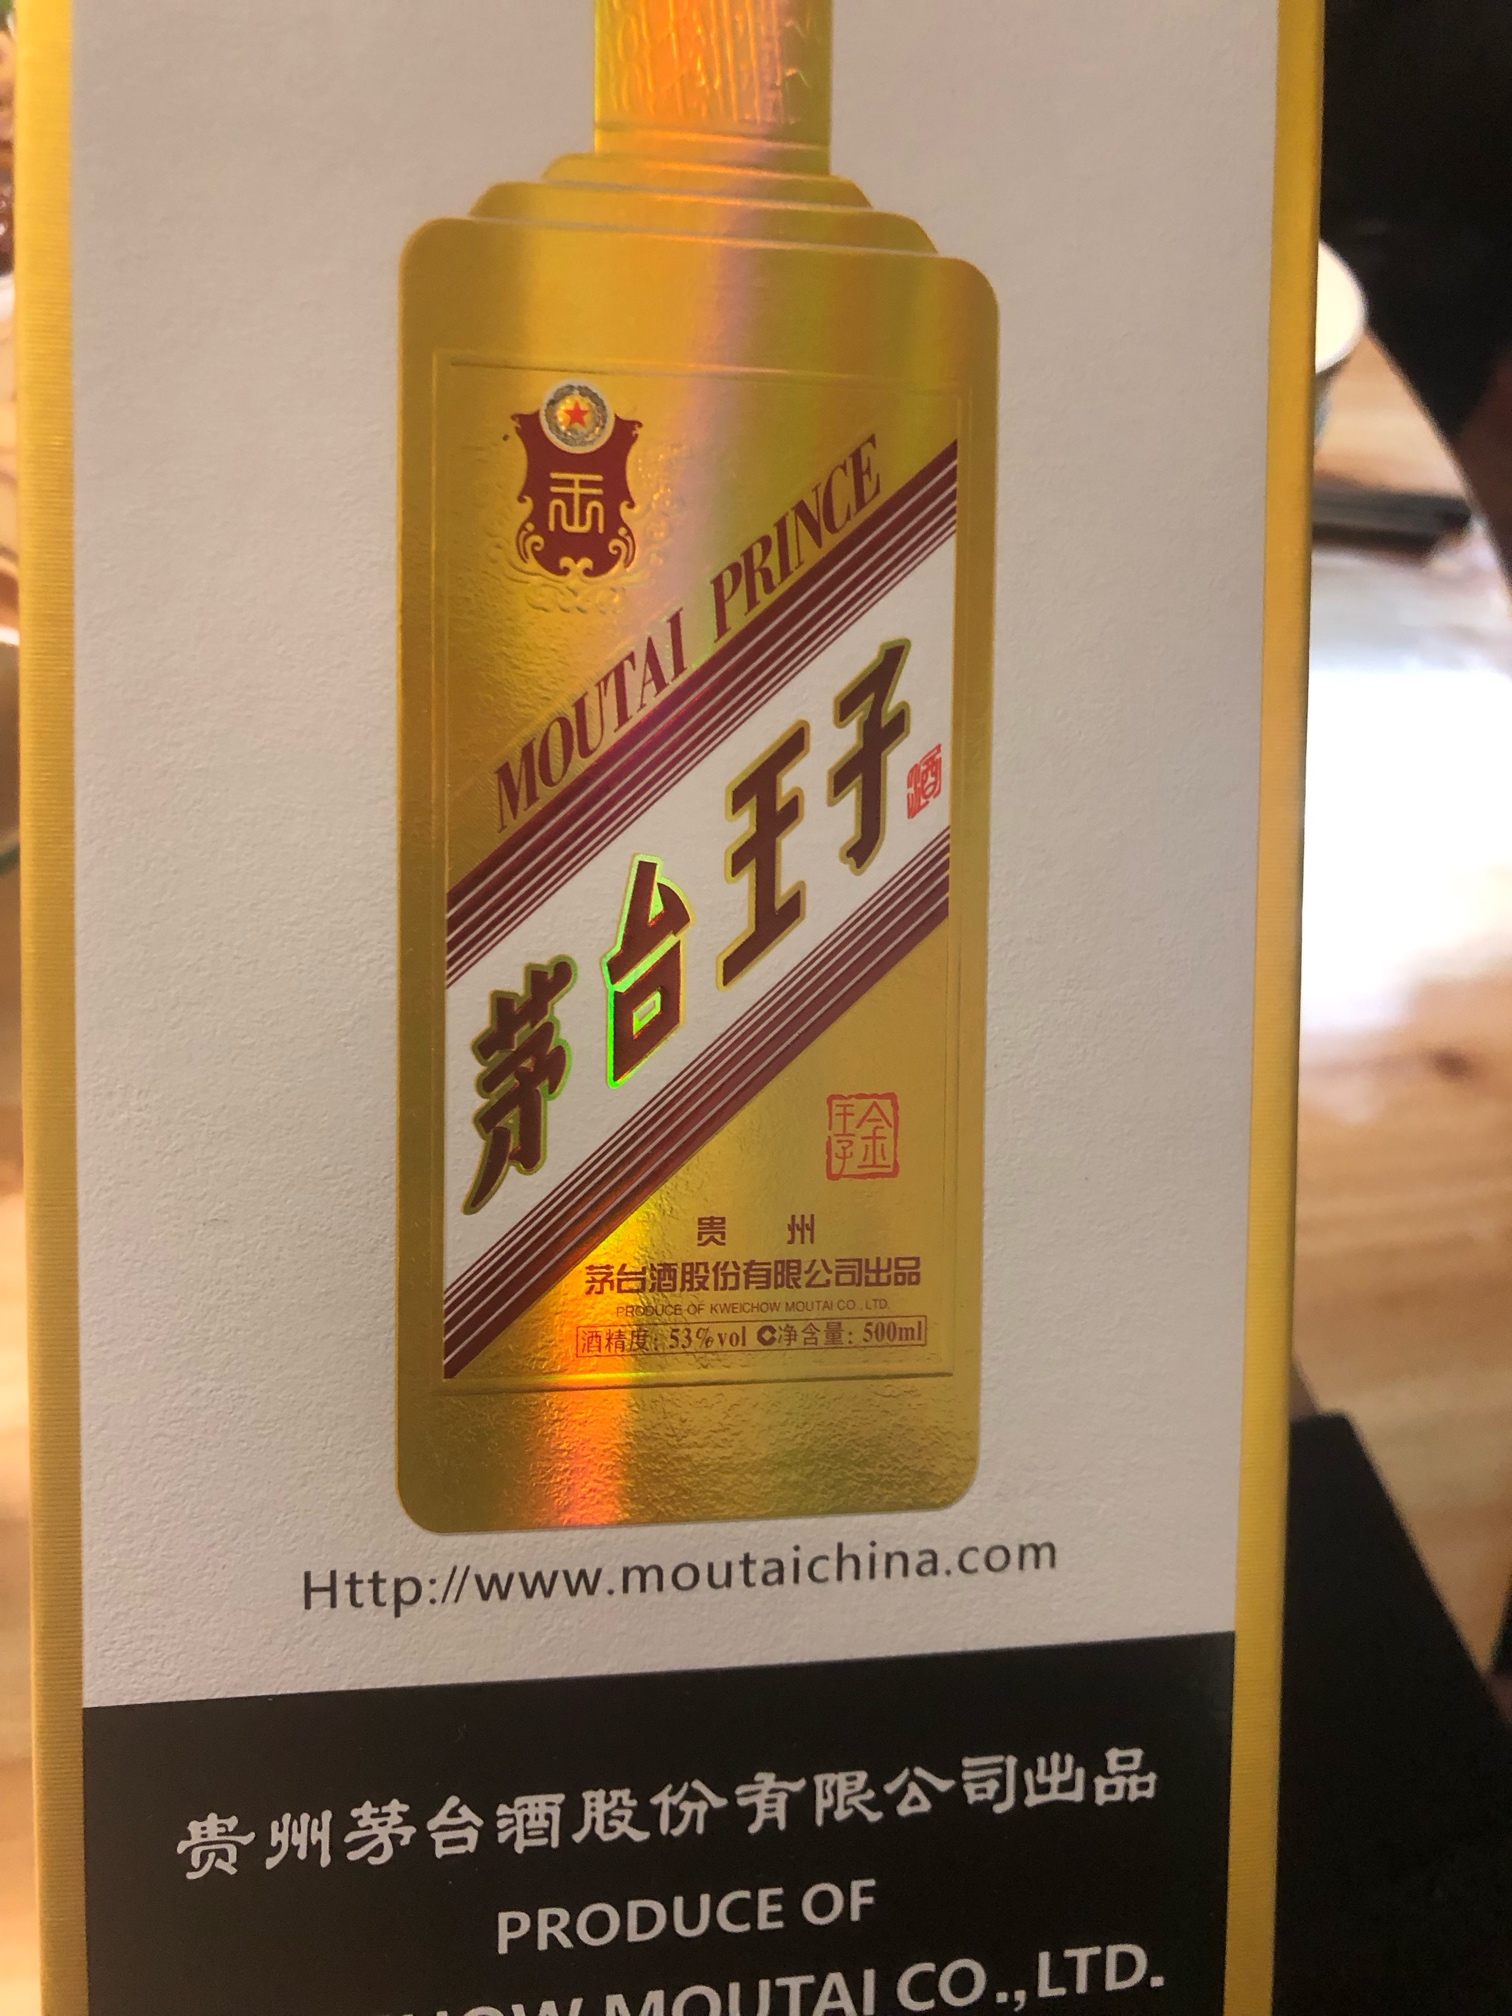 MOUTAI PRINCE
茅台王子
酒
王子
金
贵州
茅台酒股份有限公司出品
PRODUCE OF KWEICHOW MOUTAI CO., LTD.
酒精度: 53%vol 净含量: 500ml
Http://www.moutaichina.com
贵州茅台酒股份有限公司出品
PRODUCE OF
MOUTAI CO.,LTD.